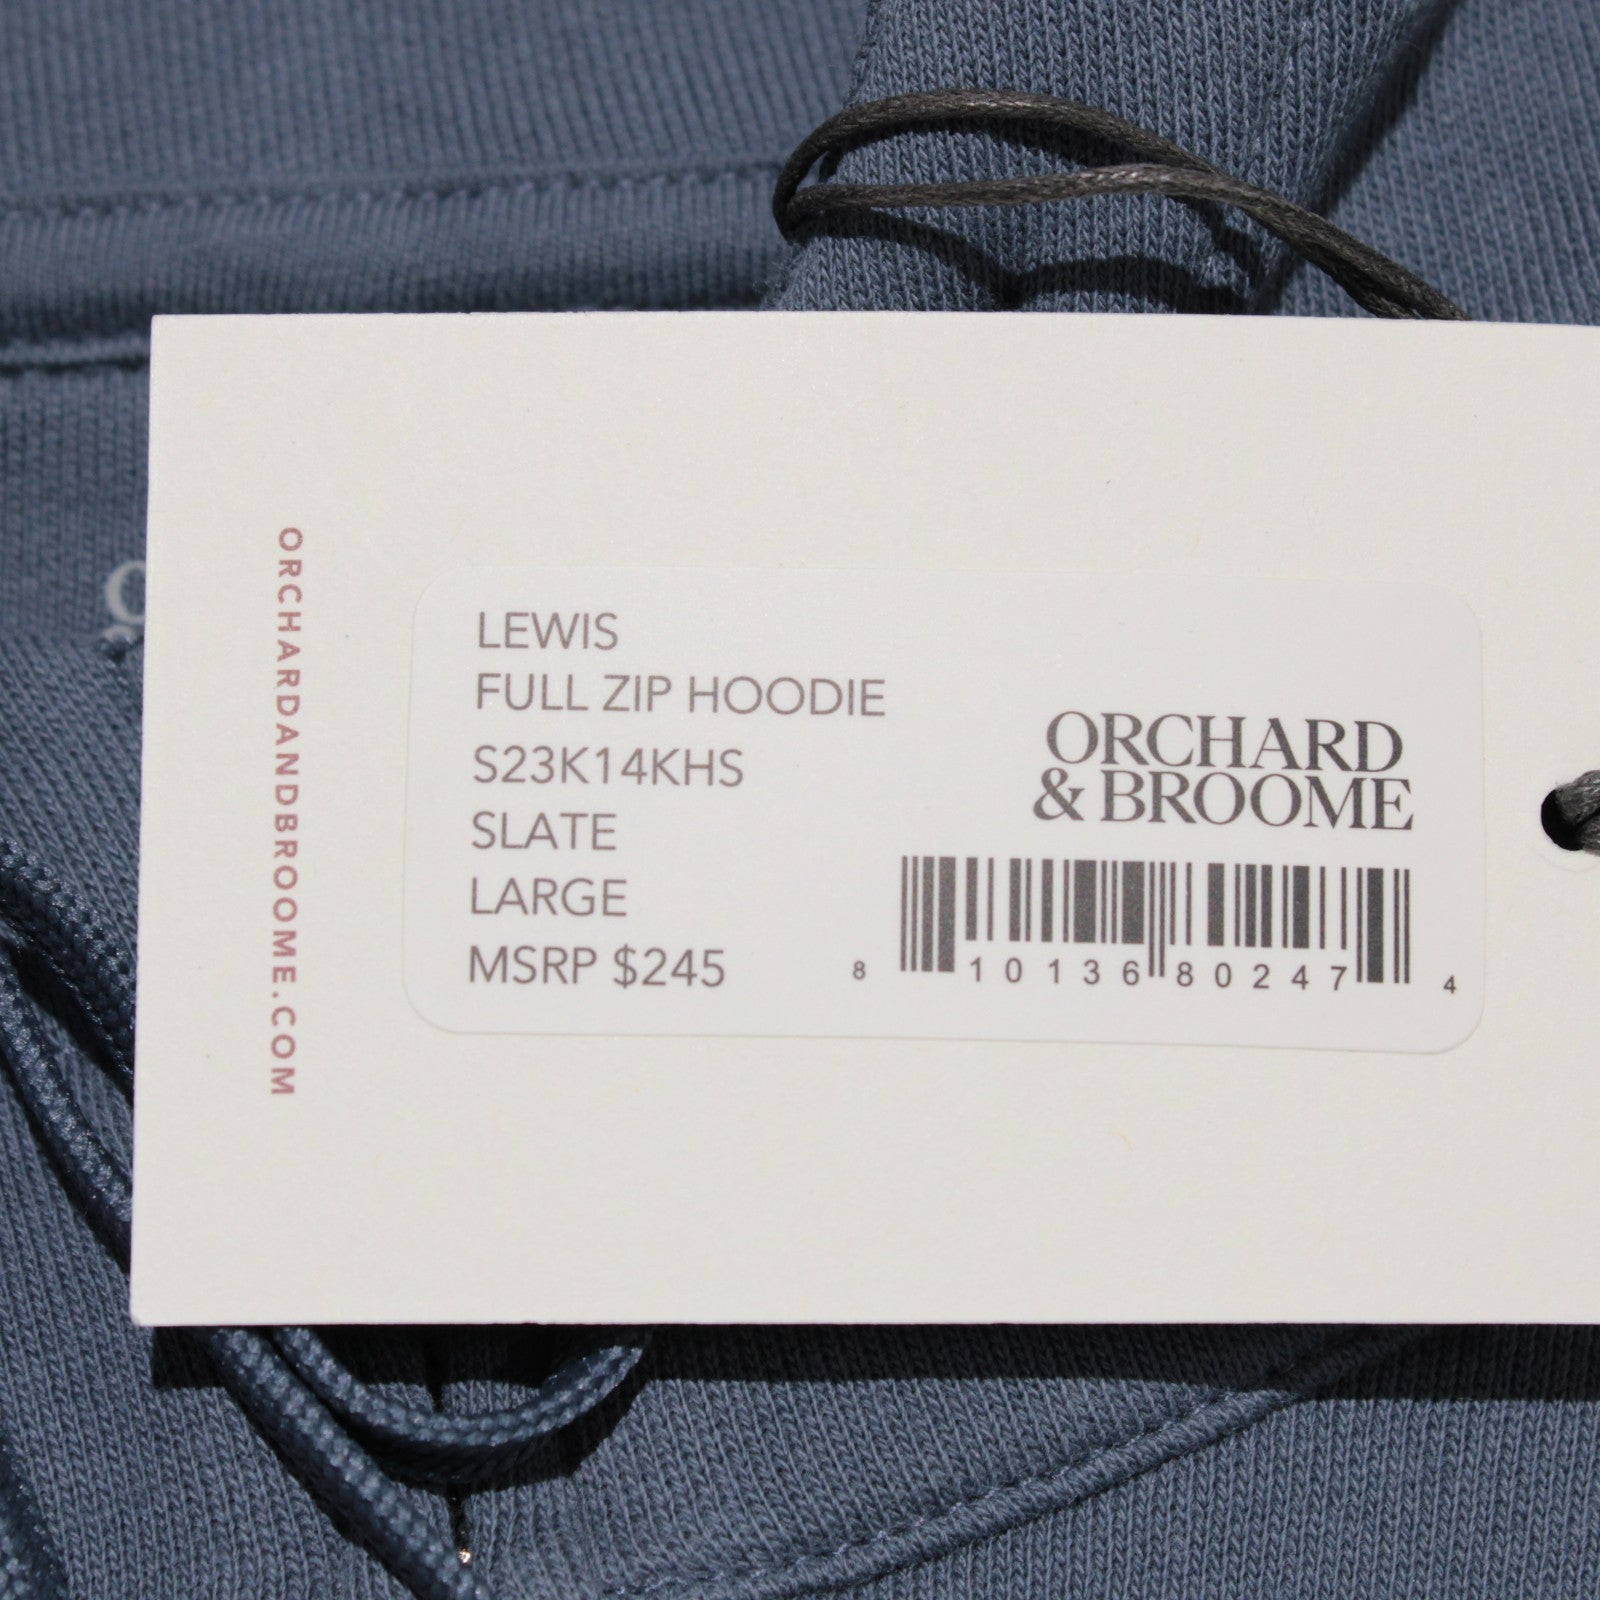 ORCHARDANDBROOME.COM
LEWIS
FULL ZIP HOODIE
S23K14KHS
SLATE
LARGE
MSRP $245
ORCHARD
& BROOME
8 10136 80247 4